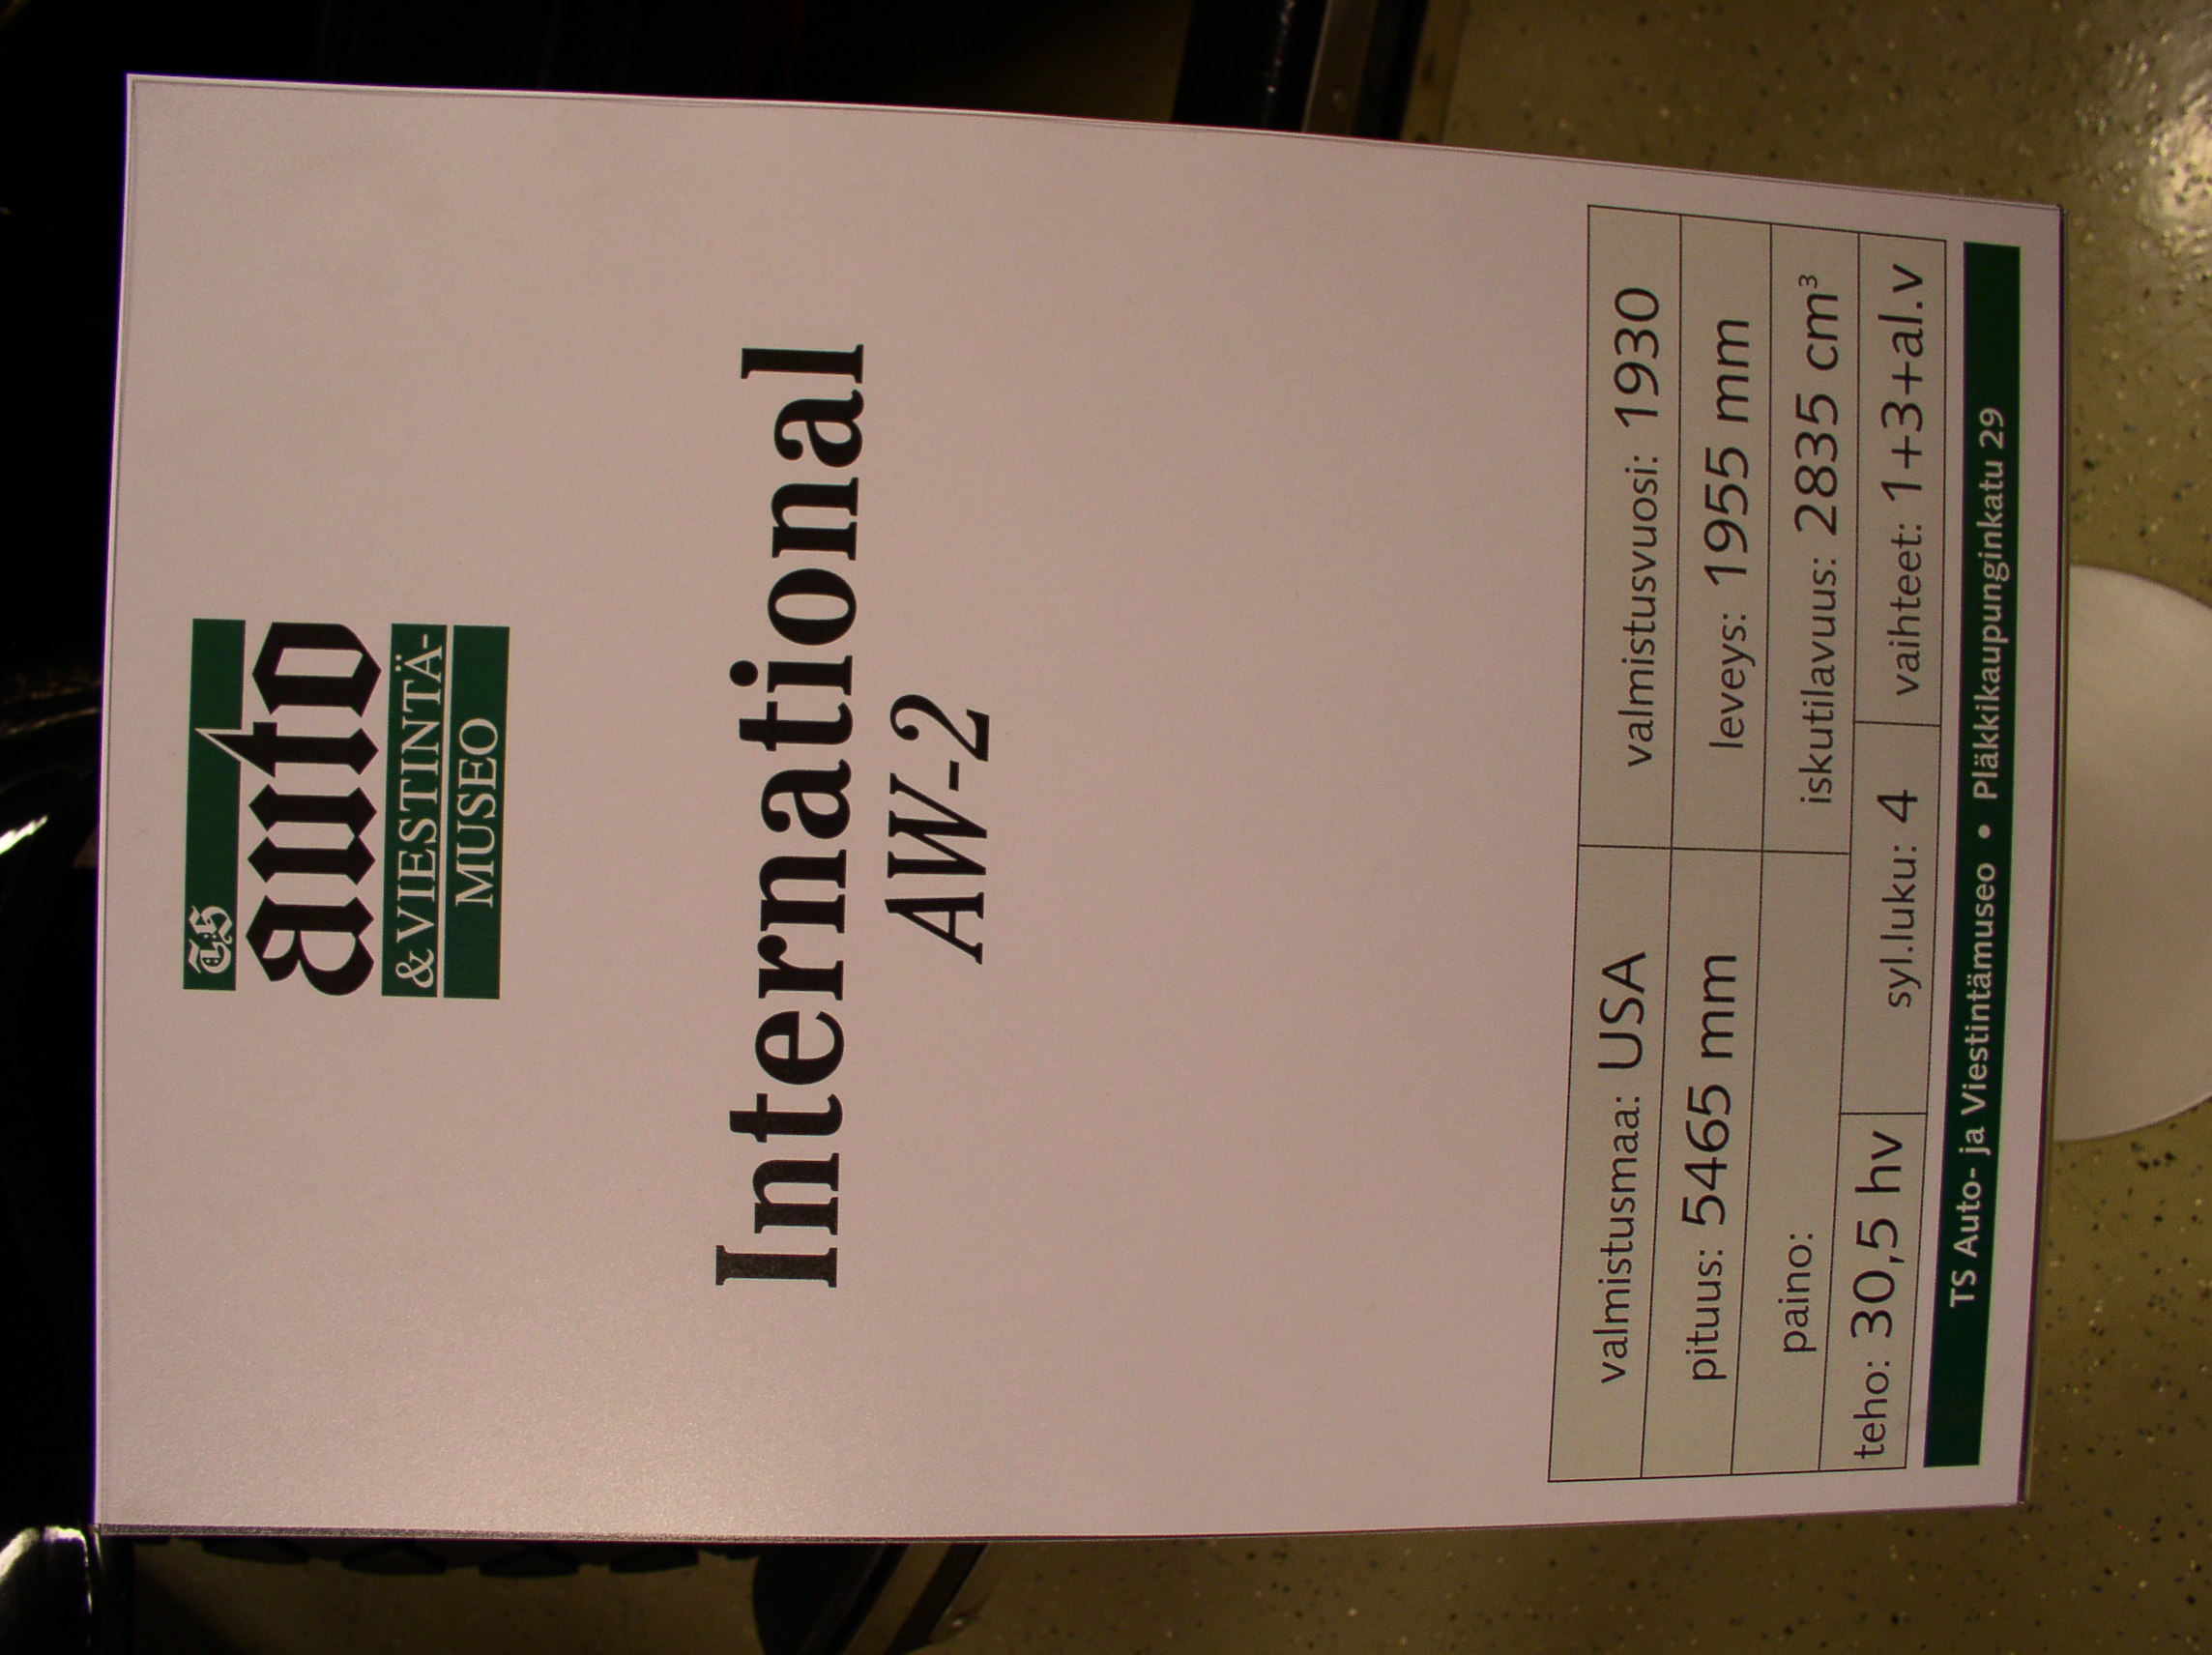 TS
auto
& VIESTINTÄ-
MUSEO
International
AW-2
valmistusmaa: USA valmistusvuosi: 1930
pituus: 5465 mm leveys: 1955 mm
paino: iskutilavuus: 2835 cm³
teho: 30,5 hv syl.luku: 4 vaihteet: 1+3+al.v
TS Auto- ja Viestintämuseo • Pläkkikaupunginkatu 29